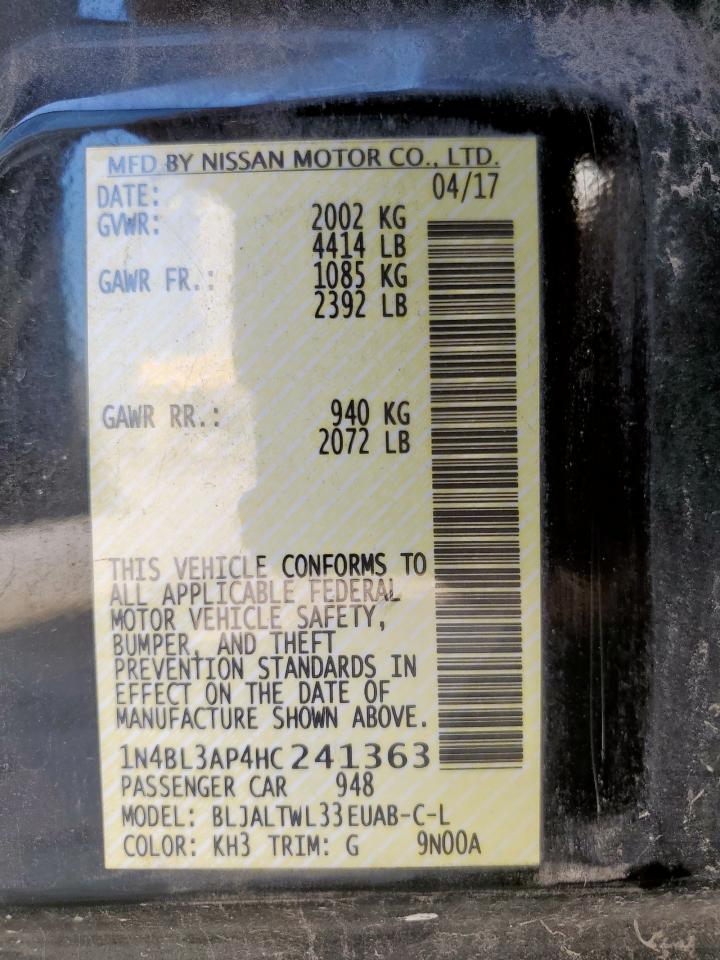 MFD BY NISSAN MOTOR CO., LTD.
DATE: 04/17
GVWR: 2002 KG
4414 LB
GAWR FR.: 1085 KG
2392 LB
GAWR RR.: 940 KG
2072 LB
THIS VEHICLE CONFORMS TO
ALL APPLICABLE FEDERAL
MOTOR VEHICLE SAFETY,
BUMPER, AND THEFT
PREVENTION STANDARDS IN
EFFECT ON THE DATE OF
MANUFACTURE SHOWN ABOVE.
1N4BL3AP4HC241363
PASSENGER CAR 948
MODEL: BLJALTWL33EUAB-C-L
COLOR: KH3 TRIM: G 9N00A